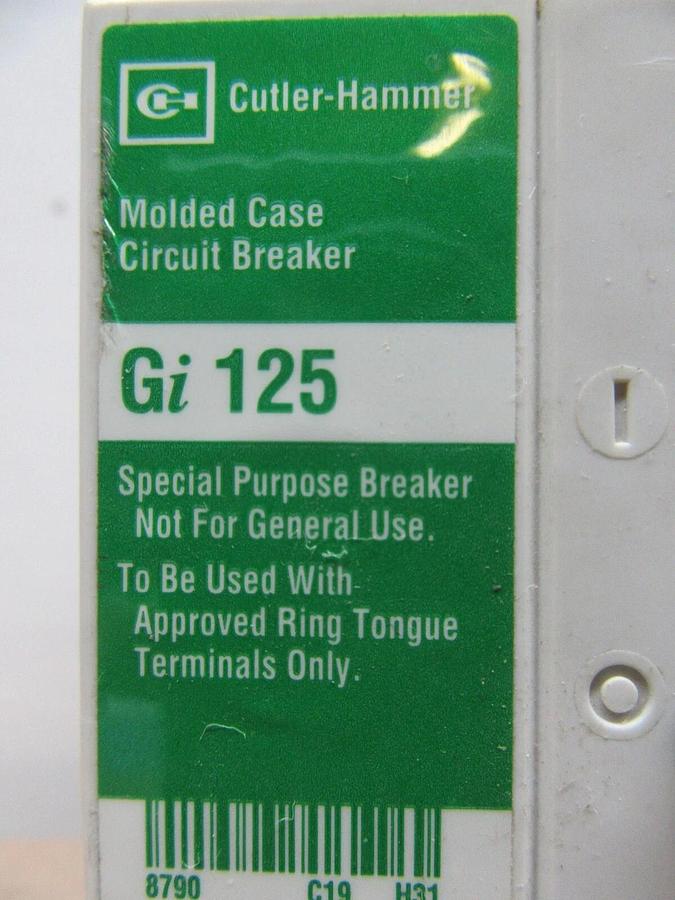 CH Cutler-Hammer
Molded Case
Circuit Breaker
Gi 125
Special Purpose Breaker
Not For General Use.
To Be Used With
Approved Ring Tongue
Terminals Only.
8790 C19 H31